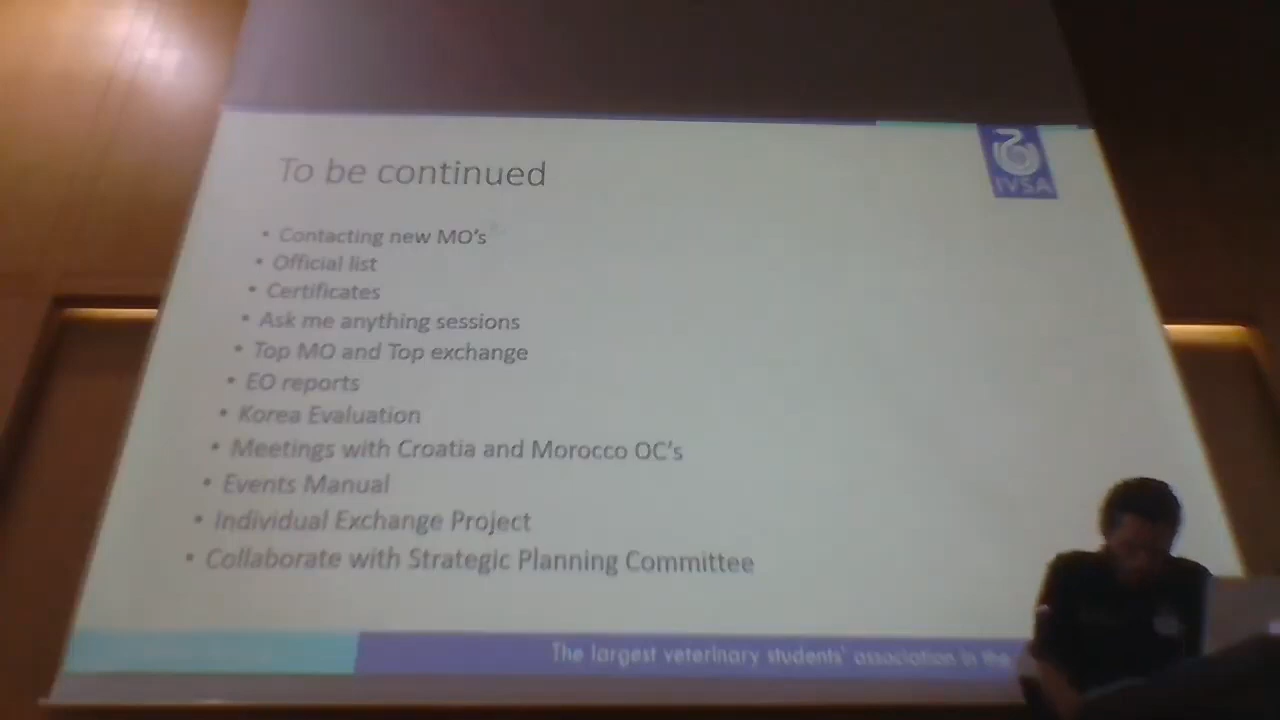 To be continued
IVSA
• Contacting new MO's
• Official list
• Certificates
• Ask me anything sessions
• Top MO and Top exchange
• EO reports
• Korea Evaluation
• Meetings with Croatia and Morocco OC's
• Events Manual
• Individual Exchange Project
• Collaborate with Strategic Planning Committee
The largest veterinary students' association in the